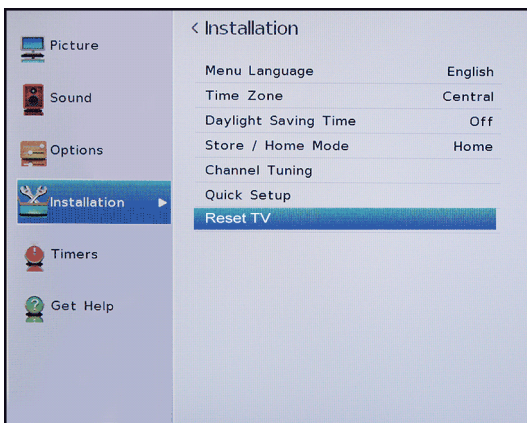 Picture
Sound
Options
Installation
Timers
Get Help
< Installation
Menu Language English
Time Zone Central
Daylight Saving Time Off
Store / Home Mode Home
Channel Tuning
Quick Setup
Reset TV